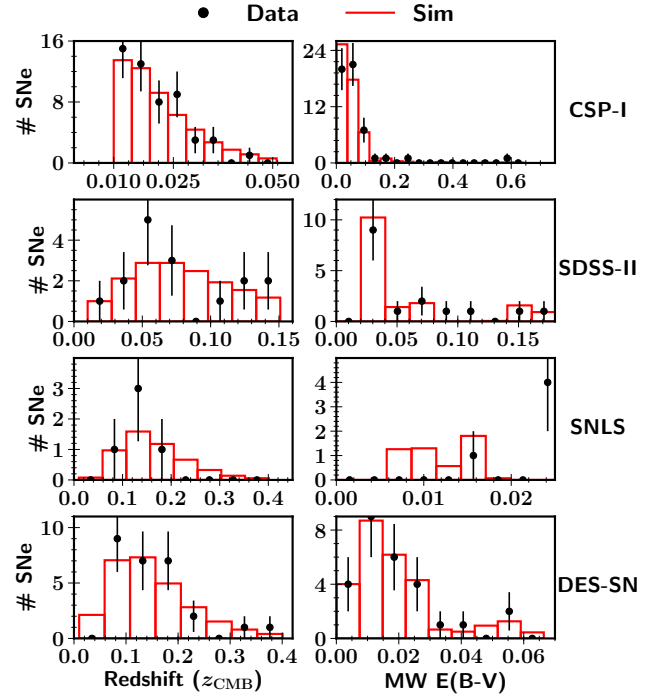 Data Sim
# SNe
16
8
0
0.010 0.025 0.050
24
12
0
0.0 0.2 0.4 0.6
CSP-I
# SNe
4
2
0
0.00 0.05 0.10 0.15
10
5
0
0.00 0.05 0.10 0.15
SDSS-II
# SNe
3
2
1
0
0.0 0.1 0.2 0.3 0.4
4
3
2
1
0
0.00 0.01 0.02
SNLS
# SNe
10
5
0
0.0 0.1 0.2 0.3 0.4
Redshift (zCMB)
8
4
0
0.00 0.02 0.04 0.06
MW E(B-V)
DES-SN